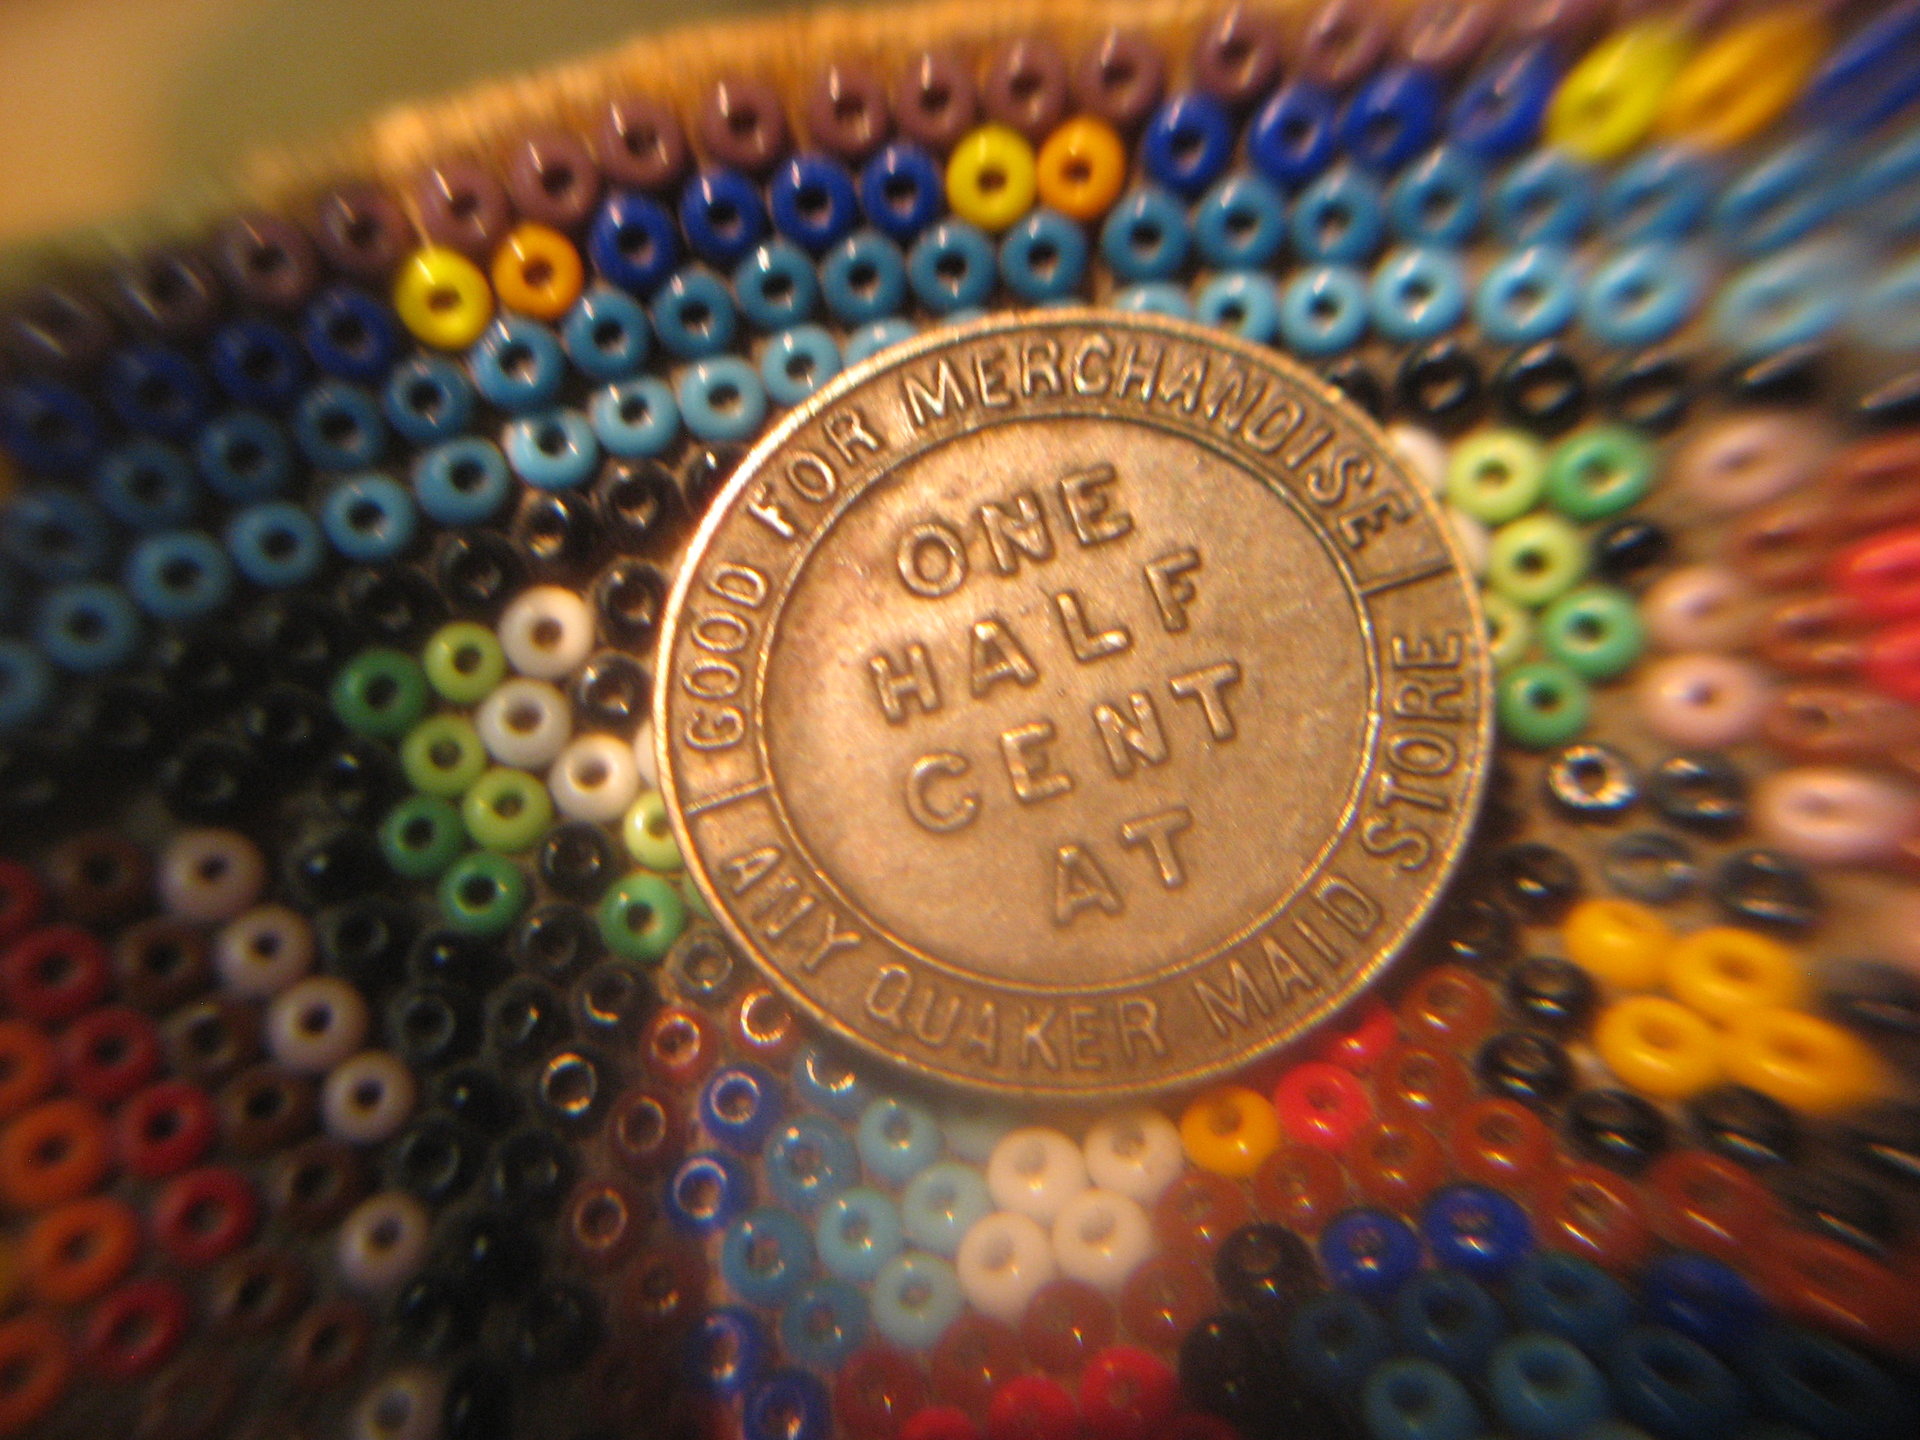 GOOD FOR MERCHANDISE
ONE
HALF
CENT
AT
ANY QUAKER MAID STORE